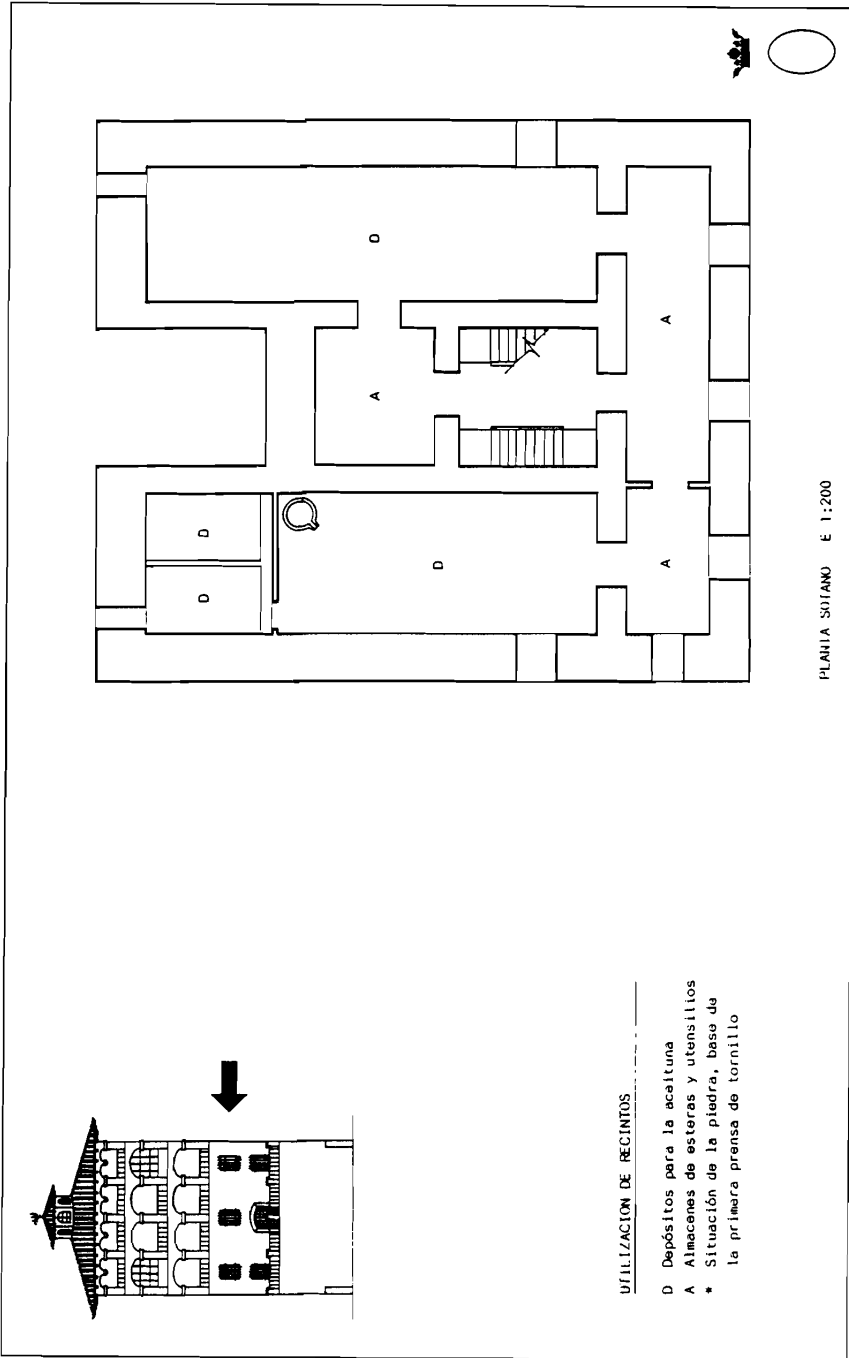 UTILIZACION DE RECINTOS
D Depósitos para la aceituna
A Almacenes de esteras y utensilios
* Situación de la piedra, base de
la primera prensa de tornillo
D
D
D
A
D
A
A
PLANTA SOTANO E 1:200